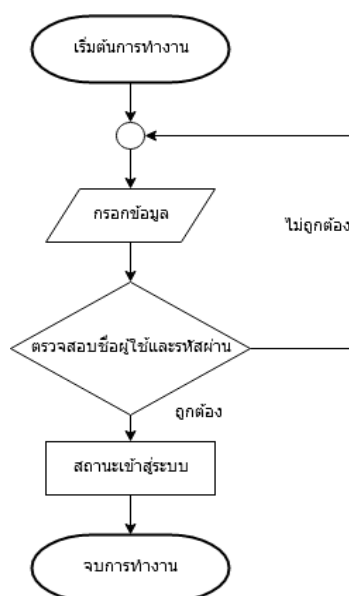 เริ่มต้นการทำงาน
กรอกข้อมูล
ไม่ถูกต้อง
ตรวจสอบชื่อผู้ใช้และรหัสผ่าน
ถูกต้อง
สถานะเข้าสู่ระบบ
จบการทำงาน